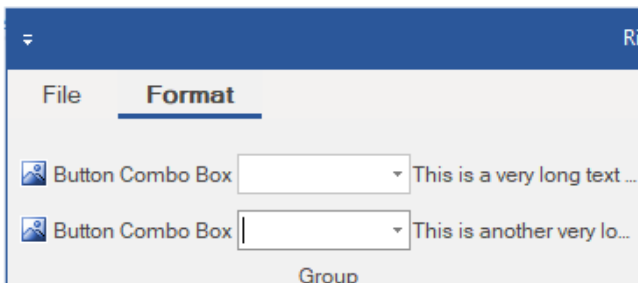 Ri
File Format
Button Combo Box This is a very long text ...
Button Combo Box This is another very lo...
Group